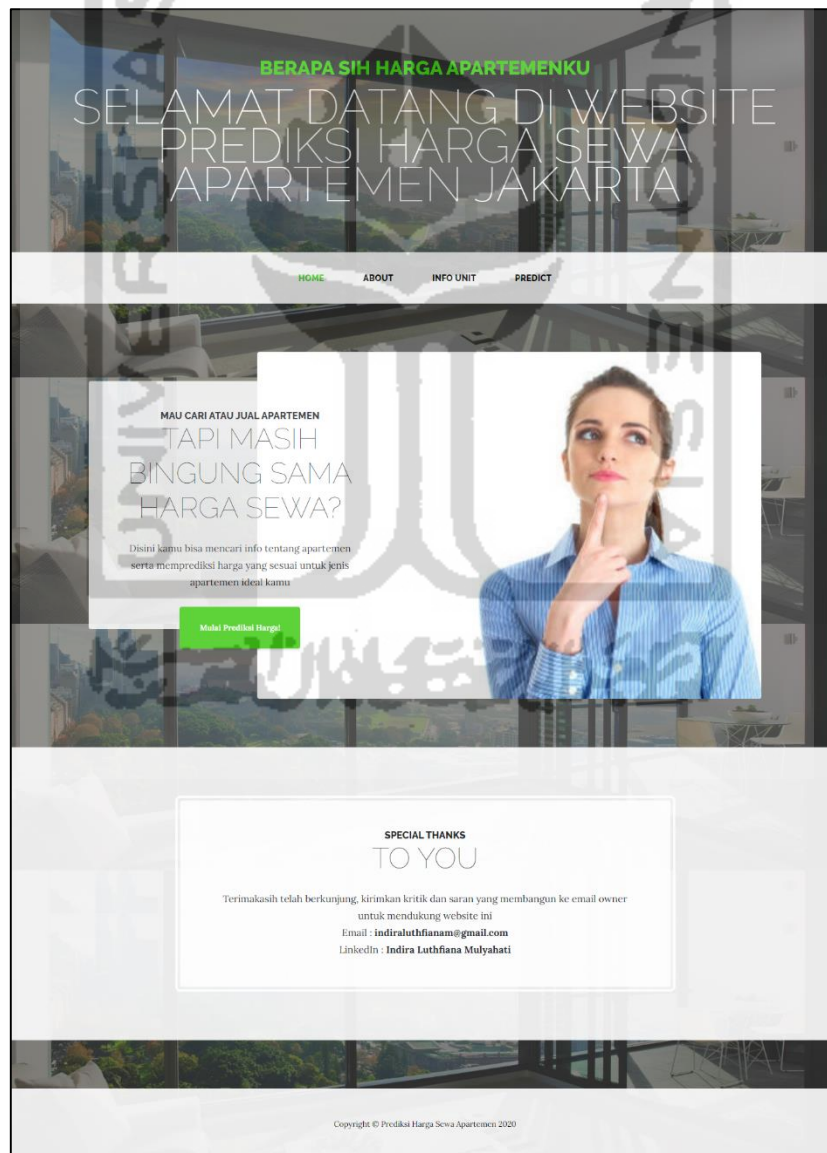 BERAPA SIH HARGA APARTEMENKU
SELAMAT DATANG DI WEBSITE
PREDIKSI HARGA SEWA
APARTEMEN JAKARTA
HOME ABOUT INFO UNIT PREDICT
MAU CARI ATAU JUAL APARTEMEN
TAPI MASIH
BINGUNG SAMA
HARGA SEWA?
Disini kamu bisa mencari info tentang apartemen
serta memprediksi harga yang sesuai untuk jenis
apartemen ideal kamu
Mulai Prediksi Harga!
SPECIAL THANKS
TO YOU
Terimakasih telah berkunjung, kirimkan kritik dan saran yang membangun ke email owner
untuk mendukung website ini
Email : indiraluthfianam@gmail.com
LinkedIn : Indira Luthfiana Mulyahati
Copyright © Prediksi Harga Sewa Apartemen 2020